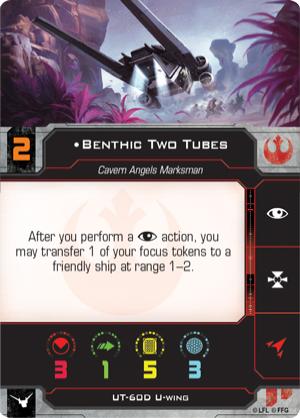 2
•Benthic Two Tubes
Cavern Angels Marksman
After you perform a action, you
may transfer 1 of your focus tokens to a
friendly ship at range 1–2.
3 1 5 3
UT-60D U-wing
©LFL ©FFG